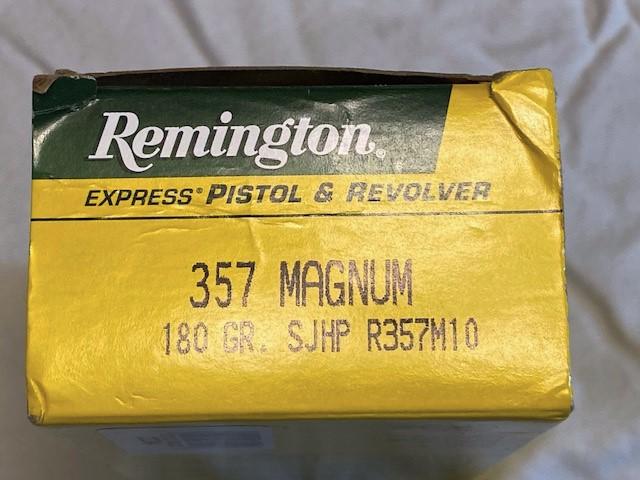 Remington®
EXPRESS® PISTOL & REVOLVER
357 MAGNUM
180 GR. SJHP R357M10